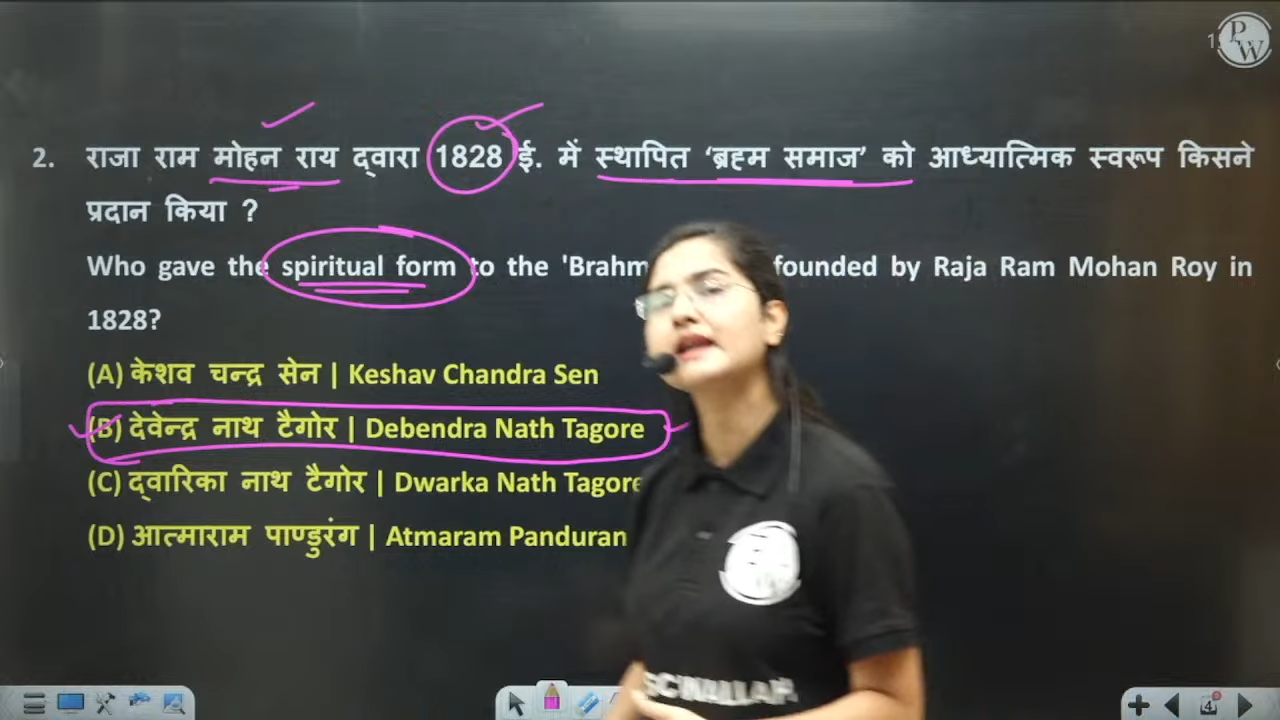 PW
2. राजा राम मोहन राय द्वारा 1828 ई. में स्थापित ‘ब्रह्म समाज’ को आध्यात्मिक स्वरूप किसने
प्रदान किया ?
Who gave the spiritual form to the 'Brahm founded by Raja Ram Mohan Roy in
1828?
(A) केशव चन्द्र सेन | Keshav Chandra Sen
(B) देवेन्द्र नाथ टैगोर | Debendra Nath Tagore
(C) द्वारिका नाथ टैगोर | Dwarka Nath Tagore
(D) आत्माराम पाण्डुरंग | Atmaram Panduran
4